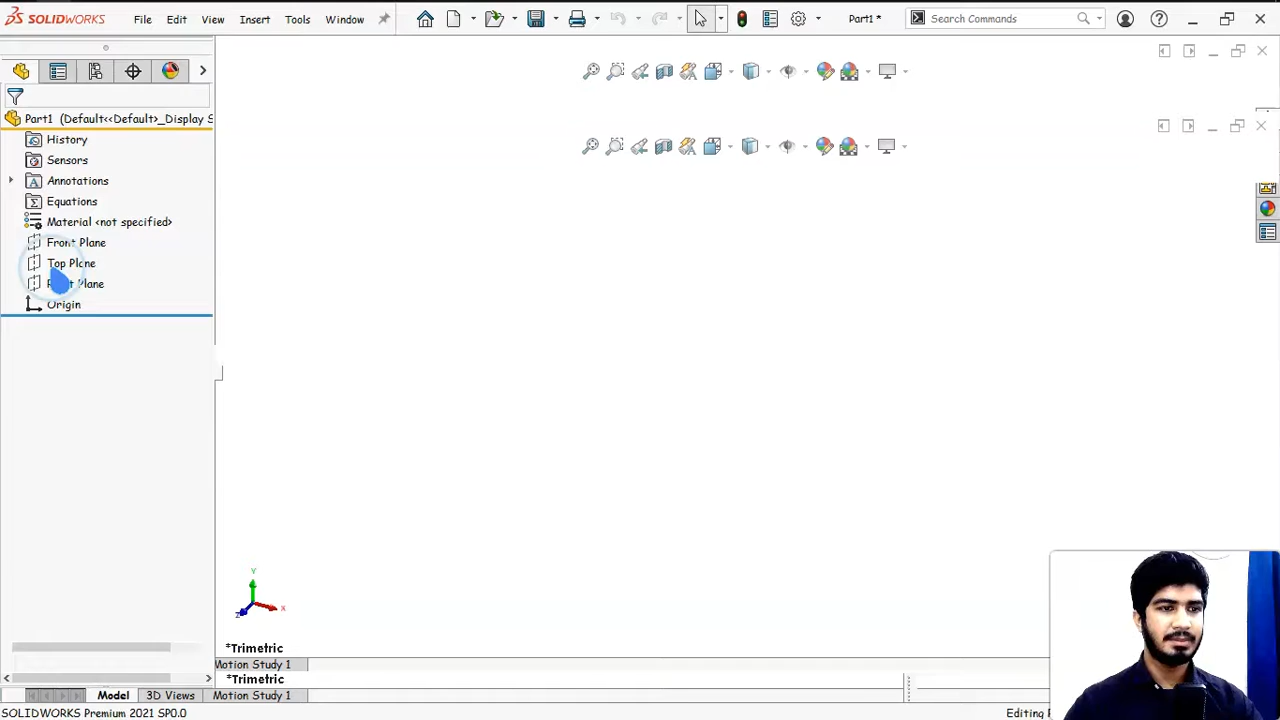 SOLIDWORKS File Edit View Insert Tools Window Part1 * Search Commands
Part1 (Default<<Default>_Display S
History
Sensors
Annotations
Equations
Material <not specified>
Front Plane
Top Plane
Plane
Origin
Y
Z X
*Trimetric
Motion Study 1
*Trimetric
Model 3D Views Motion Study 1
SOLIDWORKS Premium 2021 SP0.0 Editing